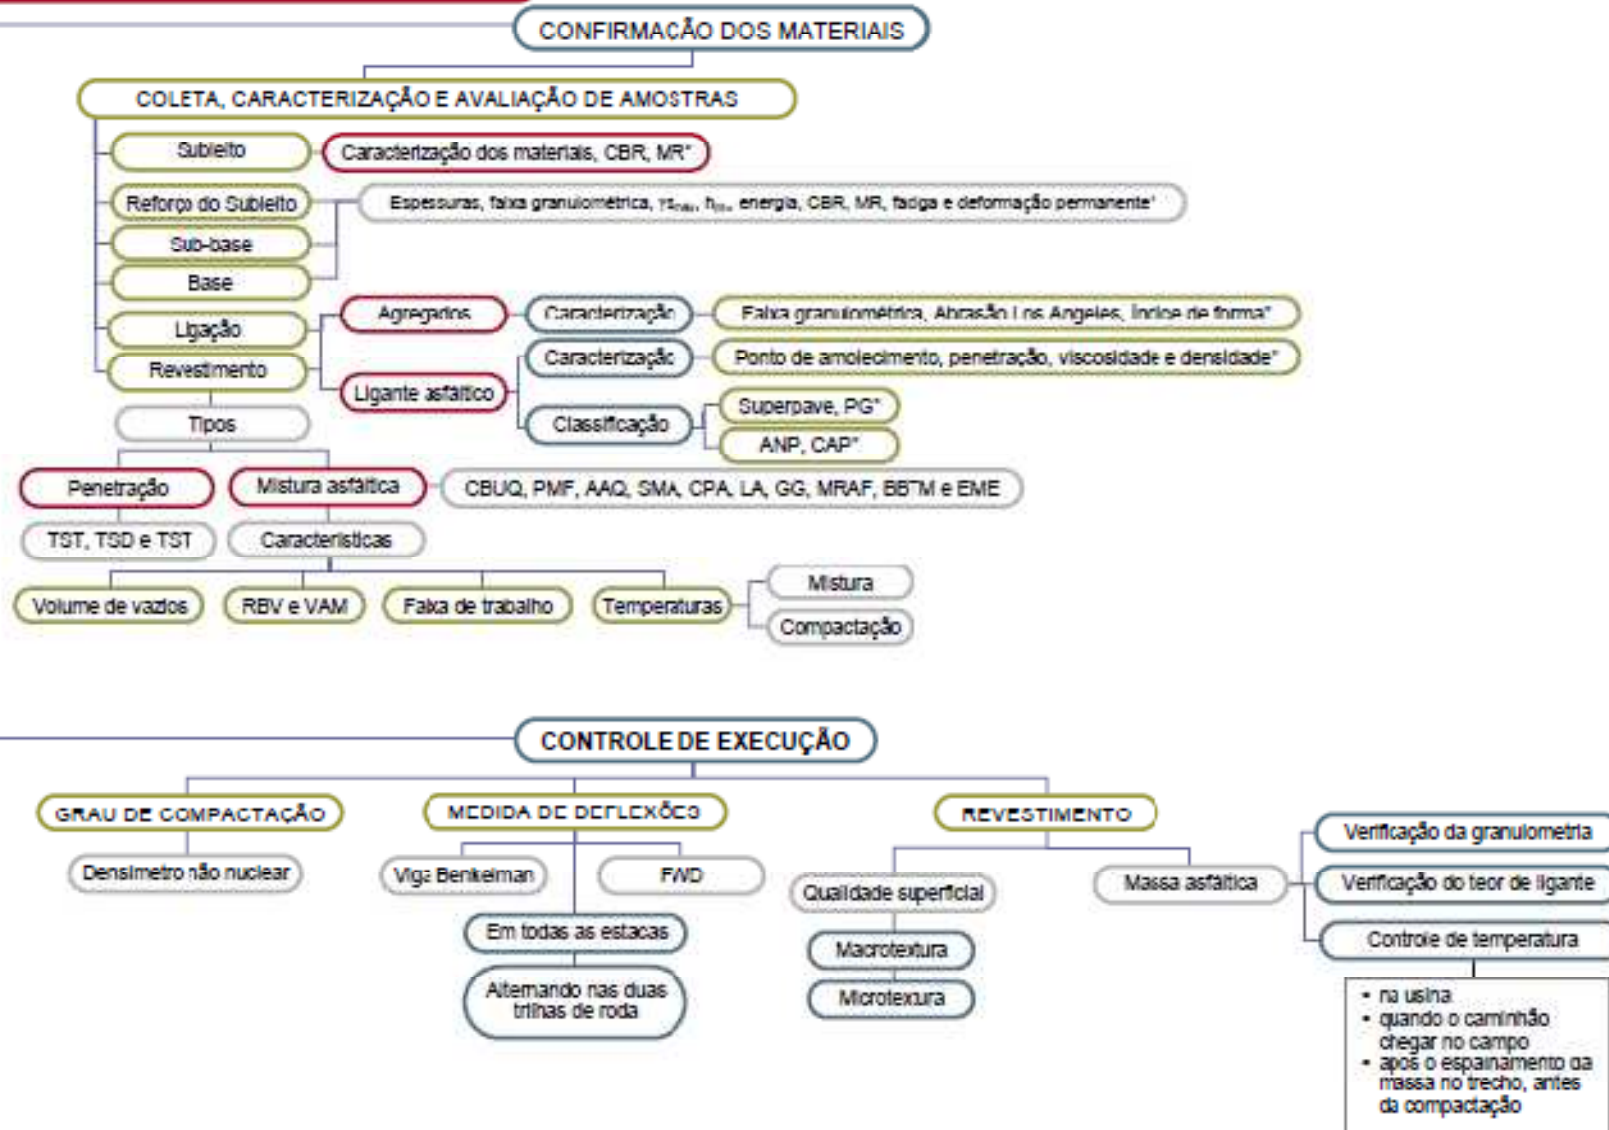 CONFIRMAÇÃO DOS MATERIAIS
COLETA, CARACTERIZAÇÃO E AVALIAÇÃO DE AMOSTRAS
Subleito
Caracterização dos materiais, CBR, MR*
Reforço do Subleito
Espessuras, faixa granulométrica, energia, CBR, MR, fadiga e deformação permanente*
Sub-base
Base
Ligação
Agregados
Caracterização
Faixa granulométrica, Abrasão Los Angeles, índice de forma*
Revestimento
Ligante asfáltico
Caracterização
Ponto de amolecimento, penetração, viscosidade e densidade*
Classificação
Superpave, PG*
ANP, CAP*
Tipos
Penetração
Mistura asfáltica
CBUQ, PMF, AAQ, SMA, CPA, LA, GG, MRAF, BBTM e EME
TST, TSD e TST
Características
Volume de vazios
RBV e VAM
Faixa de trabalho
Temperaturas
Mistura
Compactação
CONTROLE DE EXECUÇÃO
GRAU DE COMPACTAÇÃO
MEDIDA DE DEFLEXÕES
REVESTIMENTO
Densímetro não nuclear
Viga Benkelman
FWD
Em todas as estacas
Alternando nas duas
trilhas de roda
Qualidade superficial
Macrotextura
Microtextura
Massa asfáltica
Verificação da granulometria
Verificação do teor de ligante
Controle de temperatura
• na usina
• quando o caminhão
chegar no campo
• após o espalhamento da
massa no trecho, antes
da compactação